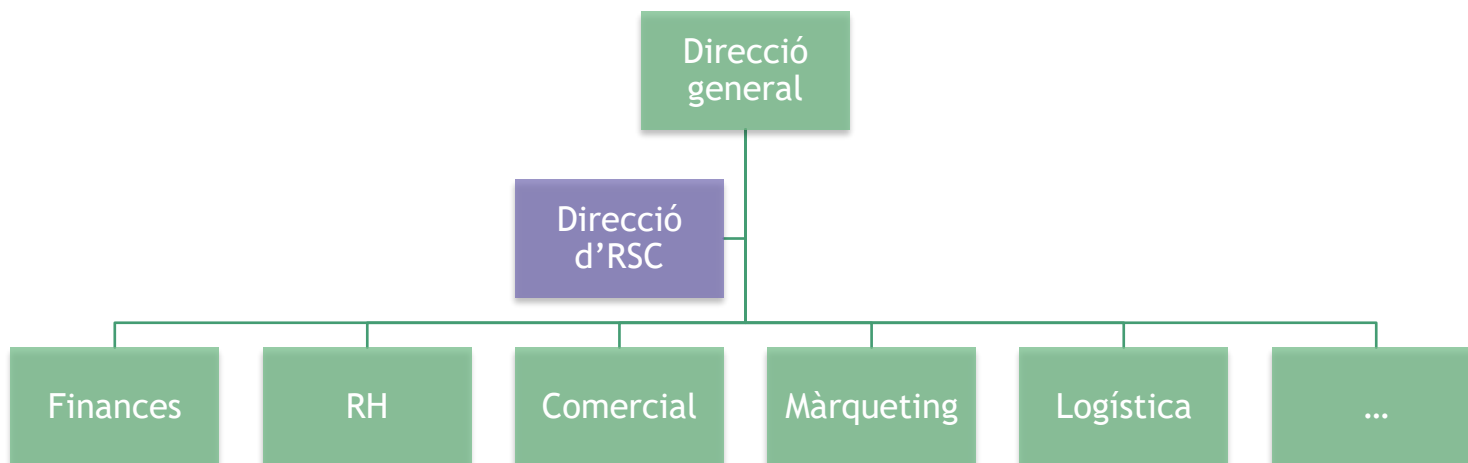 Direcció
general
Direcció
d’RSC
Finances
RH
Comercial
Màrqueting
Logística
…